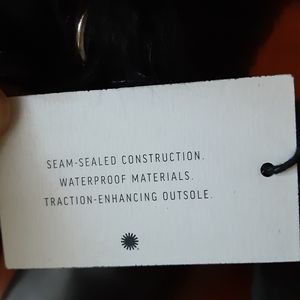 SEAM-SEALED CONSTRUCTION.
WATERPROOF MATERIALS.
TRACTION-ENHANCING OUTSOLE.